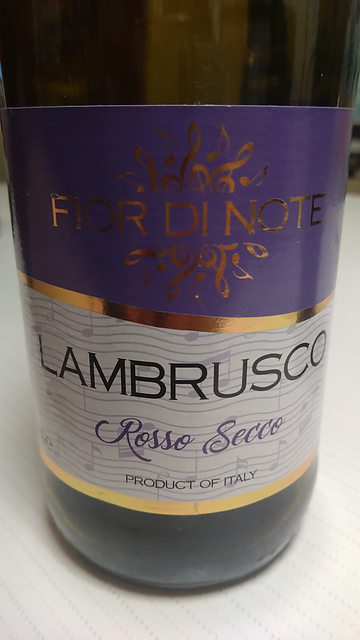 FIOR DI NOTE
LAMBRUSCO
Rosso Secco
PRODUCT OF ITALY